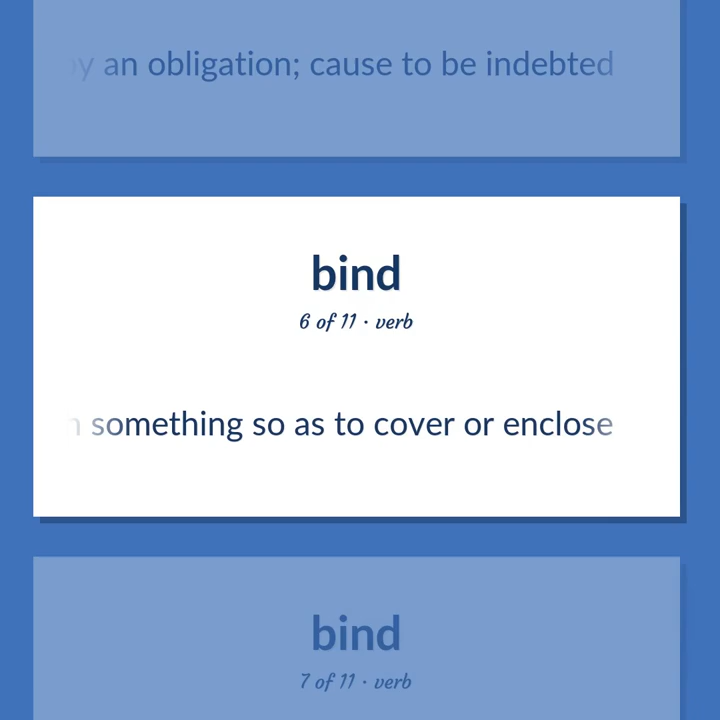 an obligation; cause to be indebted
bind
6 of 11 · verb
something so as to cover or enclose
bind
7 of 11 · verb